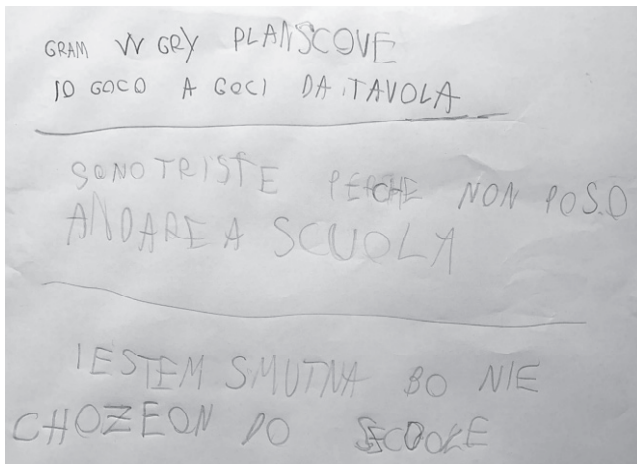 GRAM W GRY PLANSCOVE
IO GOCO A GOCI DA TAVOLA
SONO TRISTE PERCHE NON POSO
ANDARE A SCUOLA
IESTEM SMUTNA BO NIE
CHOZEON DO SCOOLE